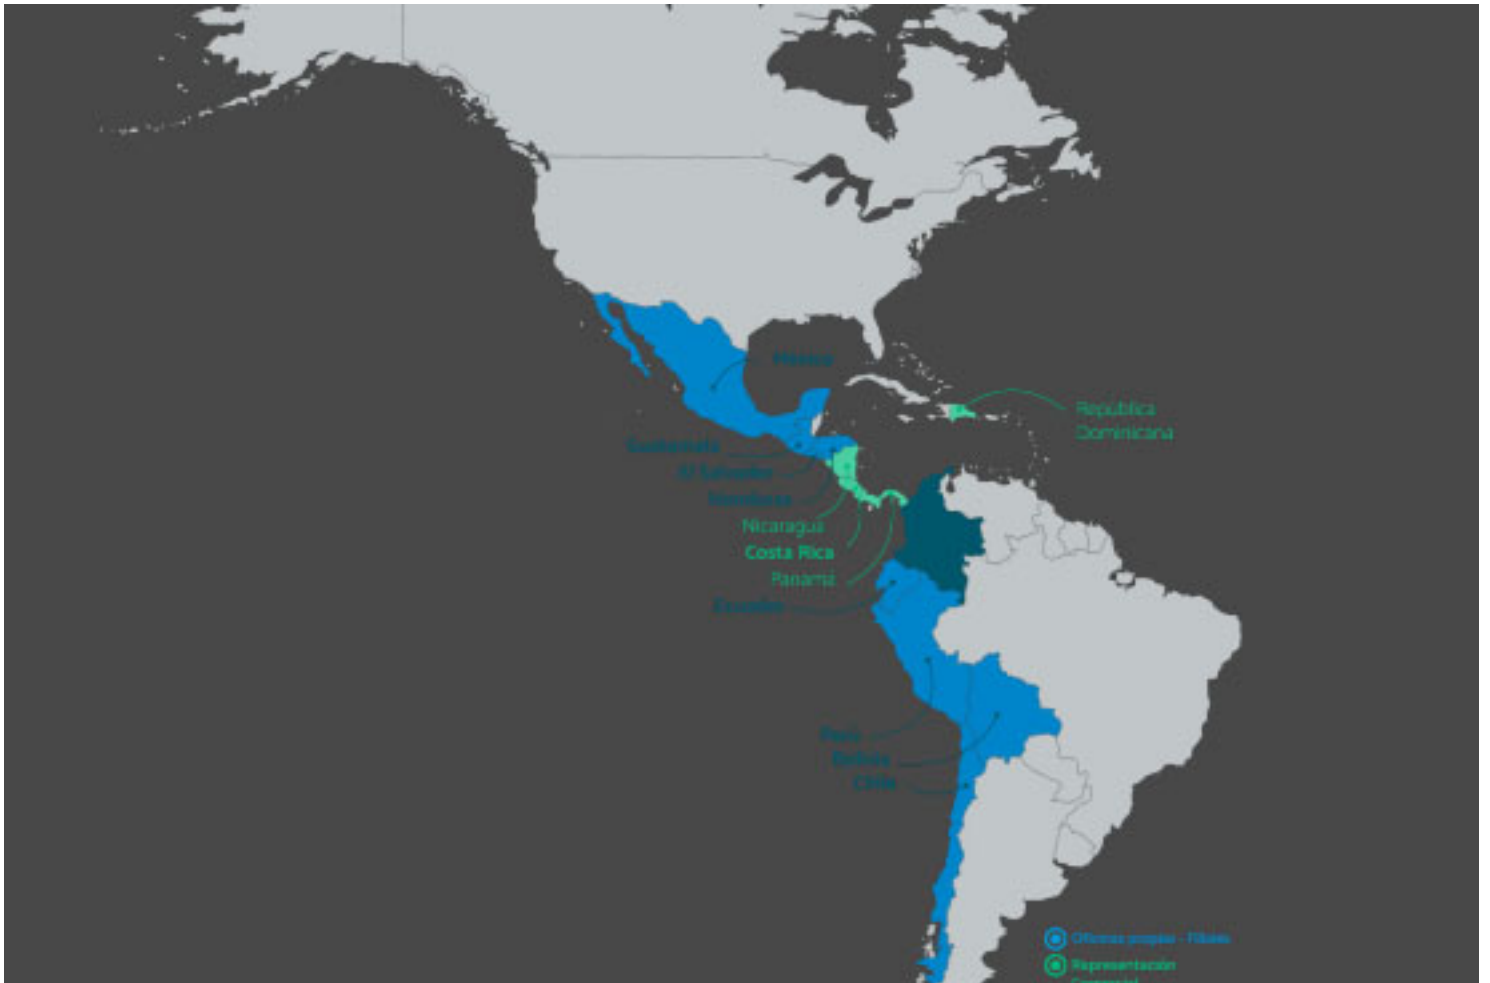 México
República
Dominicana
Guatemala
El Salvador
Honduras
Nicaragua
Costa Rica
Panamá
Ecuador
Perú
Bolivia
Chile
Oficinas propias - Filiales
Representación
Comercial